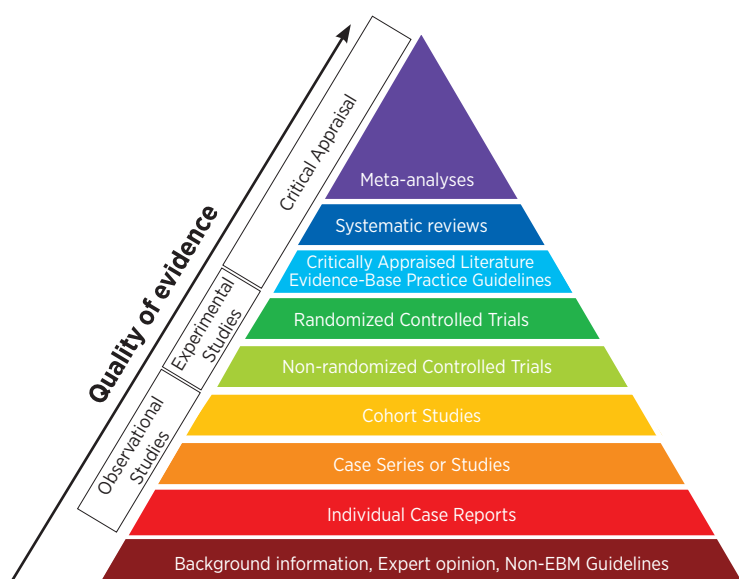 Quality of evidence
Critical Appraisal
Experimental
Studies
Observational
Studies
Meta-analyses
Systematic reviews
Critically Appraised Literature
Evidence-Base Practice Guidelines
Randomized Controlled Trials
Non-randomized Controlled Trials
Cohort Studies
Case Series or Studies
Individual Case Reports
Background information, Expert opinion, Non-EBM Guidelines